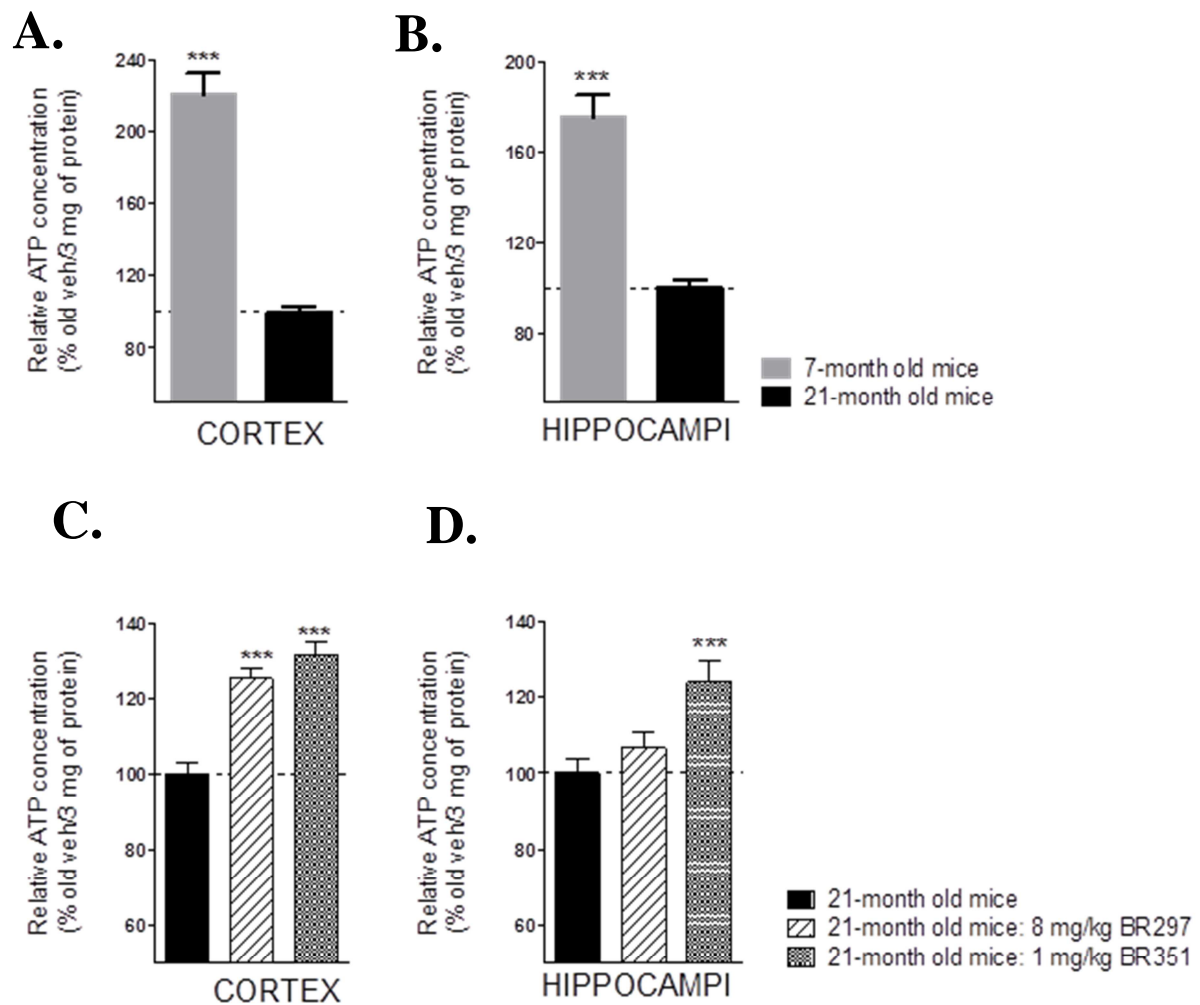 A.
B.
Relative ATP concentration
(% old veh/3 mg of protein)
240
200
160
120
80
***
CORTEX
Relative ATP concentration
(% old veh/3 mg of protein)
200
160
120
80
***
HIPPOCAMPI
7-month old mice
21-month old mice
C.
D.
Relative ATP concentration
(% old veh/3 mg of protein)
140
120
100
80
60
***
***
CORTEX
Relative ATP concentration
(% old veh/3 mg of protein)
140
120
100
80
60
***
HIPPOCAMPI
21-month old mice
21-month old mice: 8 mg/kg BR297
21-month old mice: 1 mg/kg BR351